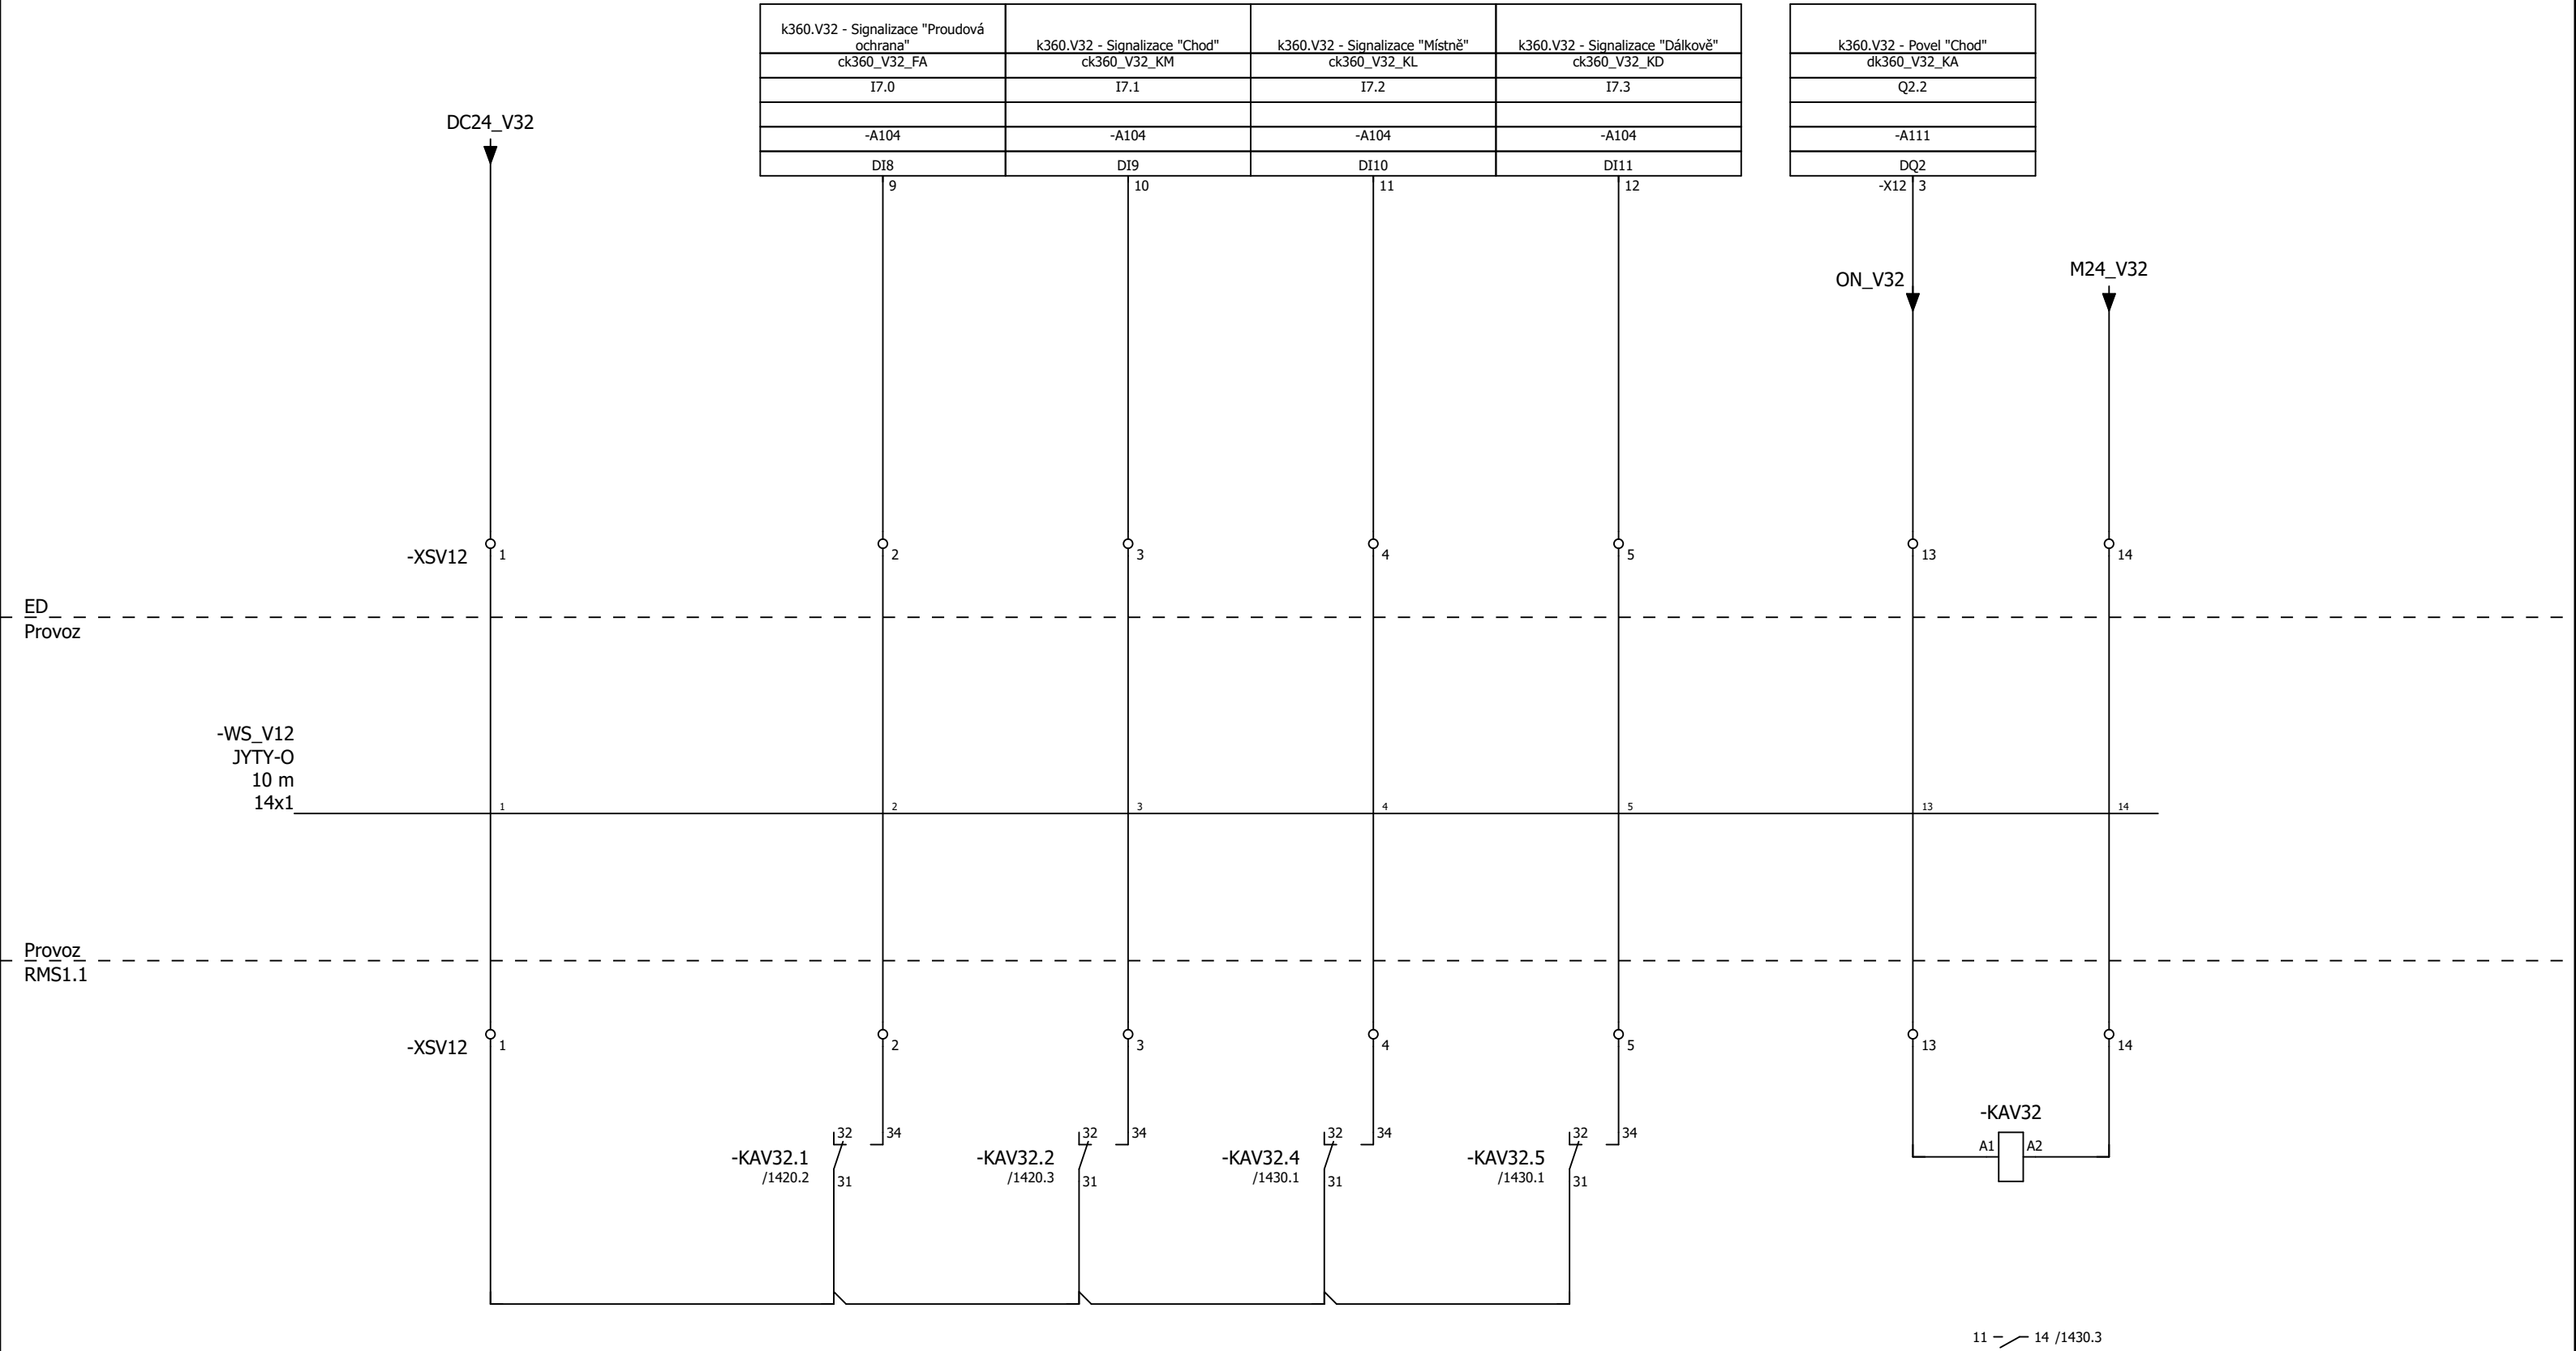 k360.V32 - Signalizace "Proudová
ochrana"
k360.V32 - Signalizace "Chod"
k360.V32 - Signalizace "Místně"
k360.V32 - Signalizace "Dálkově"
k360.V32 - Povel "Chod"
ck360_V32_FA
ck360_V32_KM
ck360_V32_KL
ck360_V32_KD
dk360_V32_KA
I7.0
I7.1
I7.2
I7.3
Q2.2
-A104
-A104
-A104
-A104
-A111
DI8
DI9
DI10
DI11
DQ2
9
10
11
12
-X12 3
DC24_V32
ON_V32
M24_V32
-XSV12
1
2
3
4
5
13
14
ED
Provoz
-WS_V12
JYTY-O
10 m
14x1
1
2
3
4
5
13
14
Provoz
RMS1.1
-XSV12
1
2
3
4
5
13
14
-KAV32
A1
A2
32
34
32
34
32
34
32
34
-KAV32.1
/1420.2
31
-KAV32.2
/1420.3
31
-KAV32.4
/1430.1
31
-KAV32.5
/1430.1
31
11
14 /1430.3